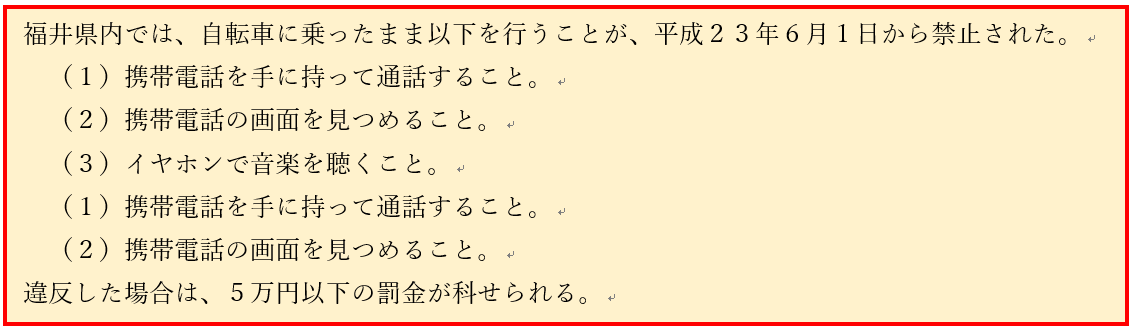 福井県内では、自転車に乗ったまま以下を行うことが、平成２３年６月１日から禁止された。
（１）携帯電話を手に持って通話すること。
（２）携帯電話の画面を見つめること。
（３）イヤホンで音楽を聴くこと。
（１）携帯電話を手に持って通話すること。
（２）携帯電話の画面を見つめること。
違反した場合は、５万円以下の罰金が科せられる。